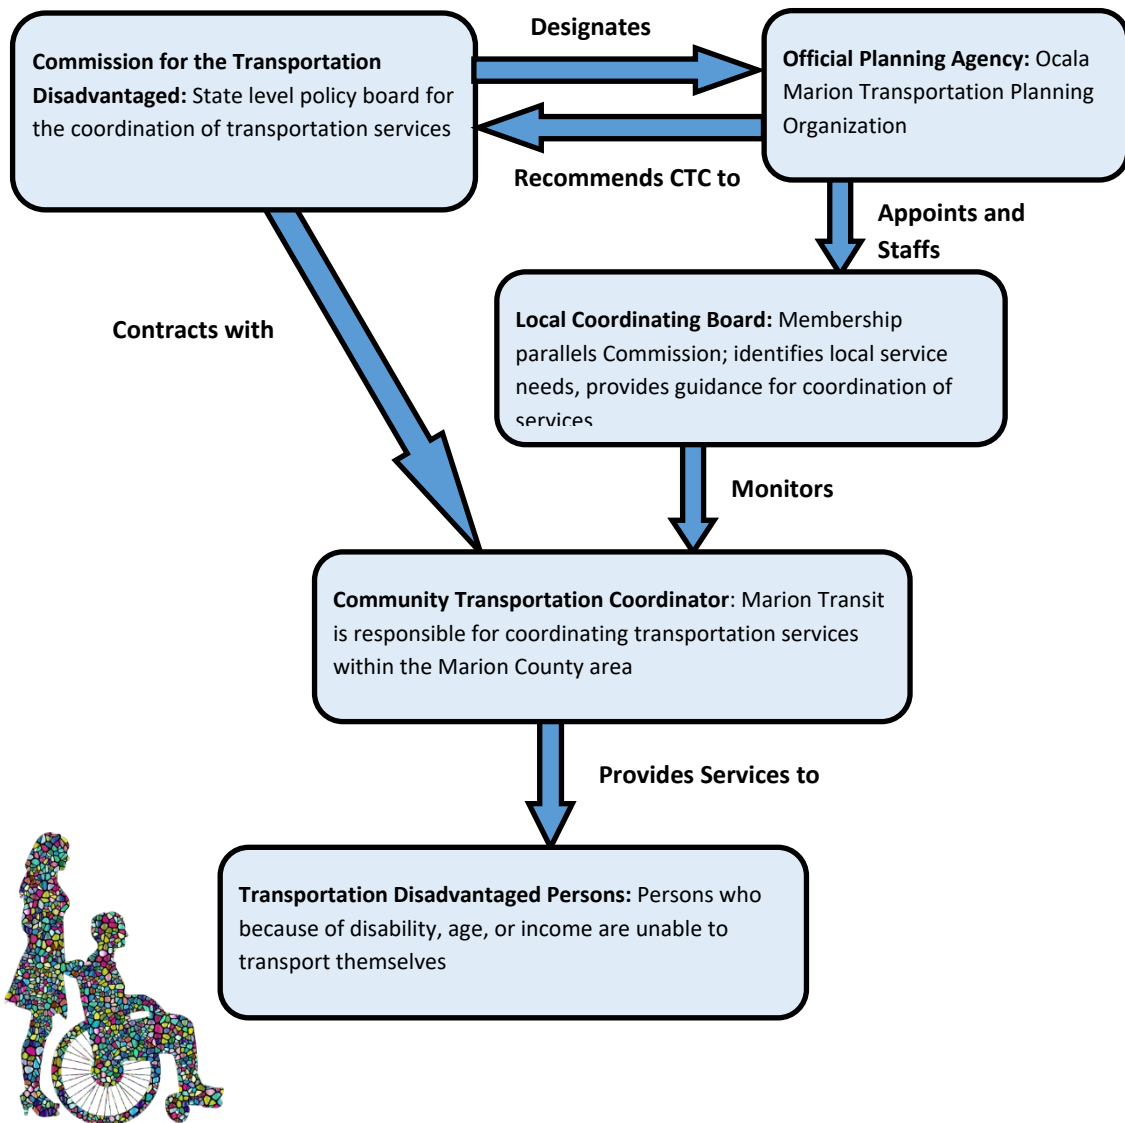 Designates
Commission for the Transportation
Disadvantaged: State level policy board for
the coordination of transportation services
Official Planning Agency: Ocala
Marion Transportation Planning
Organization
Recommends CTC to
Appoints and
Staffs
Contracts with
Local Coordinating Board: Membership
parallels Commission; identifies local service
needs, provides guidance for coordination of
services
Monitors
Community Transportation Coordinator: Marion Transit
is responsible for coordinating transportation services
within the Marion County area
Provides Services to
Transportation Disadvantaged Persons: Persons who
because of disability, age, or income are unable to
transport themselves